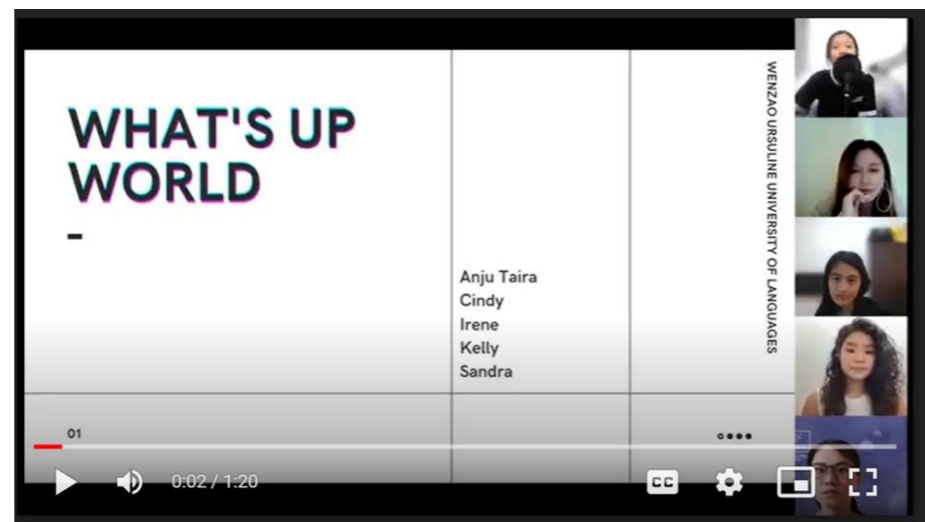 WHAT'S UP
WORLD
-
Anju Taira
Cindy
Irene
Kelly
Sandra
WENZAO URSULINE UNIVERSITY OF LANGUAGES
01
0:02 / 1:20
CC